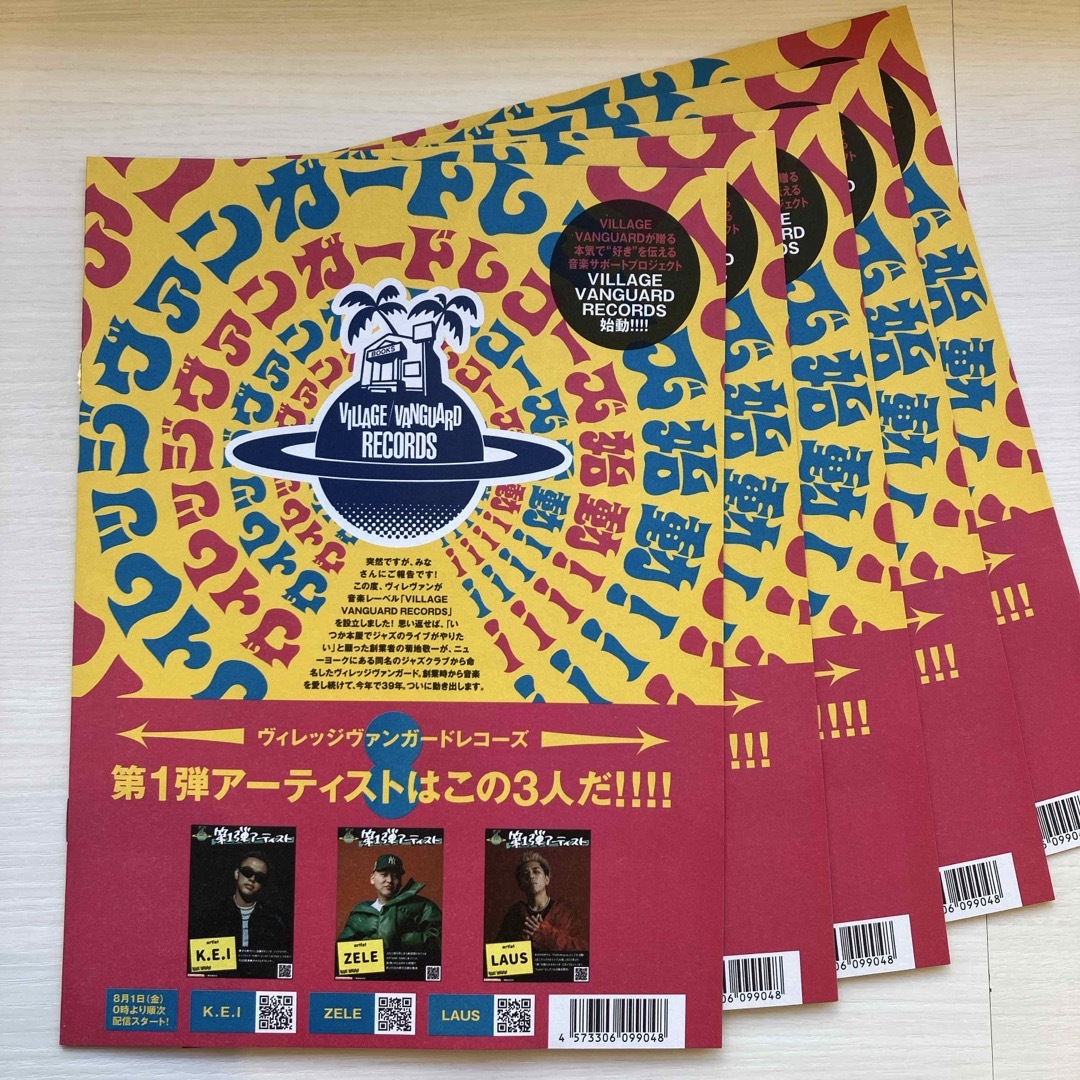 ヴィレッジヴァンガードレコーズ始動!!!!
VILLAGE
VANGUARDが贈る
本気で“好き”を伝える
音楽サポートプロジェクト
VILLAGE
VANGUARD
RECORDS
始動!!!!
BOOKS
VILLAGE/VANGUARD
RECORDS
突然ですが、みな
さんにご報告です!
この度、ヴィレヴァンが
音楽レーベル「VILLAGE
VANGUARD RECORDS」
を設立しました! 思い返せば、「い
つか本屋でジャズのライブがやりた
い」と願った創業者の菊地敬一が、ニュ
ーヨークにある同名のジャズクラブから命
名したヴィレッジヴァンガード。創業時から音楽
を愛し続けて、今年で39年。ついに動き出します。
ヴィレッジヴァンガードレコーズ
第1弾アーティストはこの3人だ!!!!
第1弾アーティスト
artist
K.E.I
第1弾アーティスト
artist
ZELE
第1弾アーティスト
artist
LAUS
8月1日(金)
0時より順次
配信スタート!
K.E.I
ZELE
LAUS
4 573306 099048